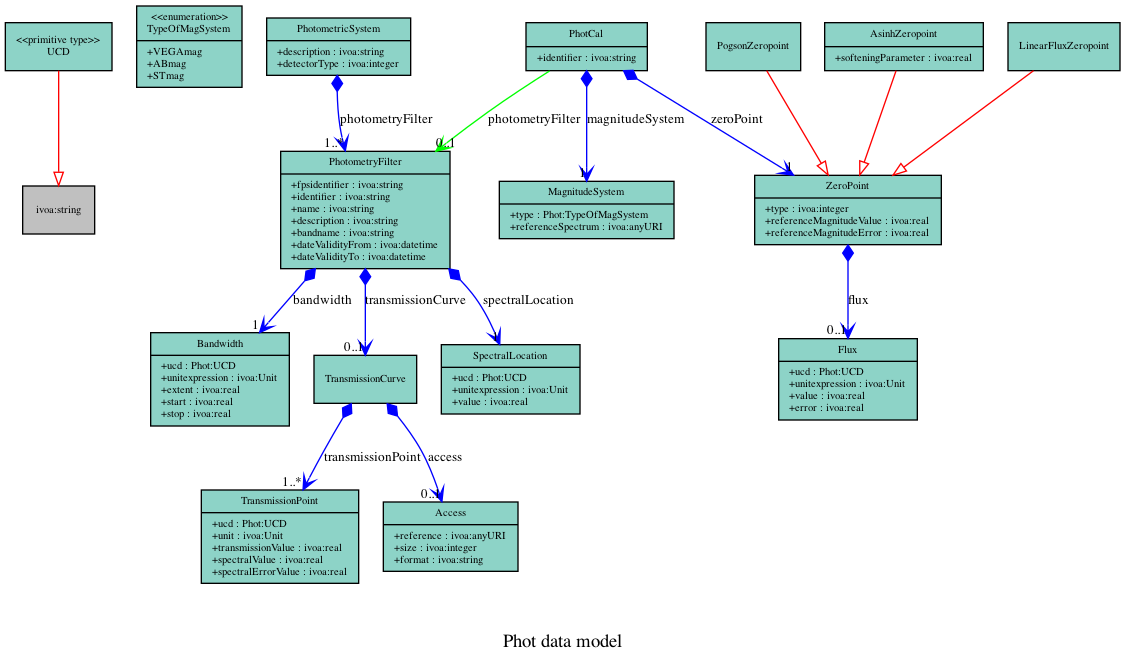 <<primitive type>>
UCD
<<enumeration>>
TypeOfMagSystem
+VEGAmag
+ABmag
+STmag
PhotometricSystem
+description : ivoa:string
+detectorType : ivoa:integer
PhotCal
+identifier : ivoa:string
PogsonZeropoint
AsinhZeropoint
+softeningParameter : ivoa:real
LinearFluxZeropoint
photometryFilter
photometryFilter
magnitudeSystem
zeroPoint
0..1
1
ivoa:string
PhotometryFilter
+fpsidentifier : ivoa:string
+identifier : ivoa:string
+name : ivoa:string
+description : ivoa:string
+bandname : ivoa:string
+dateValidityFrom : ivoa:datetime
+dateValidityTo : ivoa:datetime
MagnitudeSystem
+type : Phot:TypeOfMagSystem
+referenceSpectrum : ivoa:anyURI
ZeroPoint
+type : ivoa:integer
+referenceMagnitudeValue : ivoa:real
+referenceMagnitudeError : ivoa:real
bandwidth
transmissionCurve
spectralLocation
flux
1
0..1
0..1
Bandwidth
+ucd : Phot:UCD
+unitexpression : ivoa:Unit
+extent : ivoa:real
+start : ivoa:real
+stop : ivoa:real
TransmissionCurve
SpectralLocation
+ucd : Phot:UCD
+unitexpression : ivoa:Unit
+value : ivoa:real
Flux
+ucd : Phot:UCD
+unitexpression : ivoa:Unit
+value : ivoa:real
+error : ivoa:real
transmissionPoint
access
1..*
0..1
TransmissionPoint
+ucd : Phot:UCD
+unit : ivoa:Unit
+transmissionValue : ivoa:real
+spectralValue : ivoa:real
+spectralErrorValue : ivoa:real
Access
+reference : ivoa:anyURI
+size : ivoa:integer
+format : ivoa:string
Phot data model